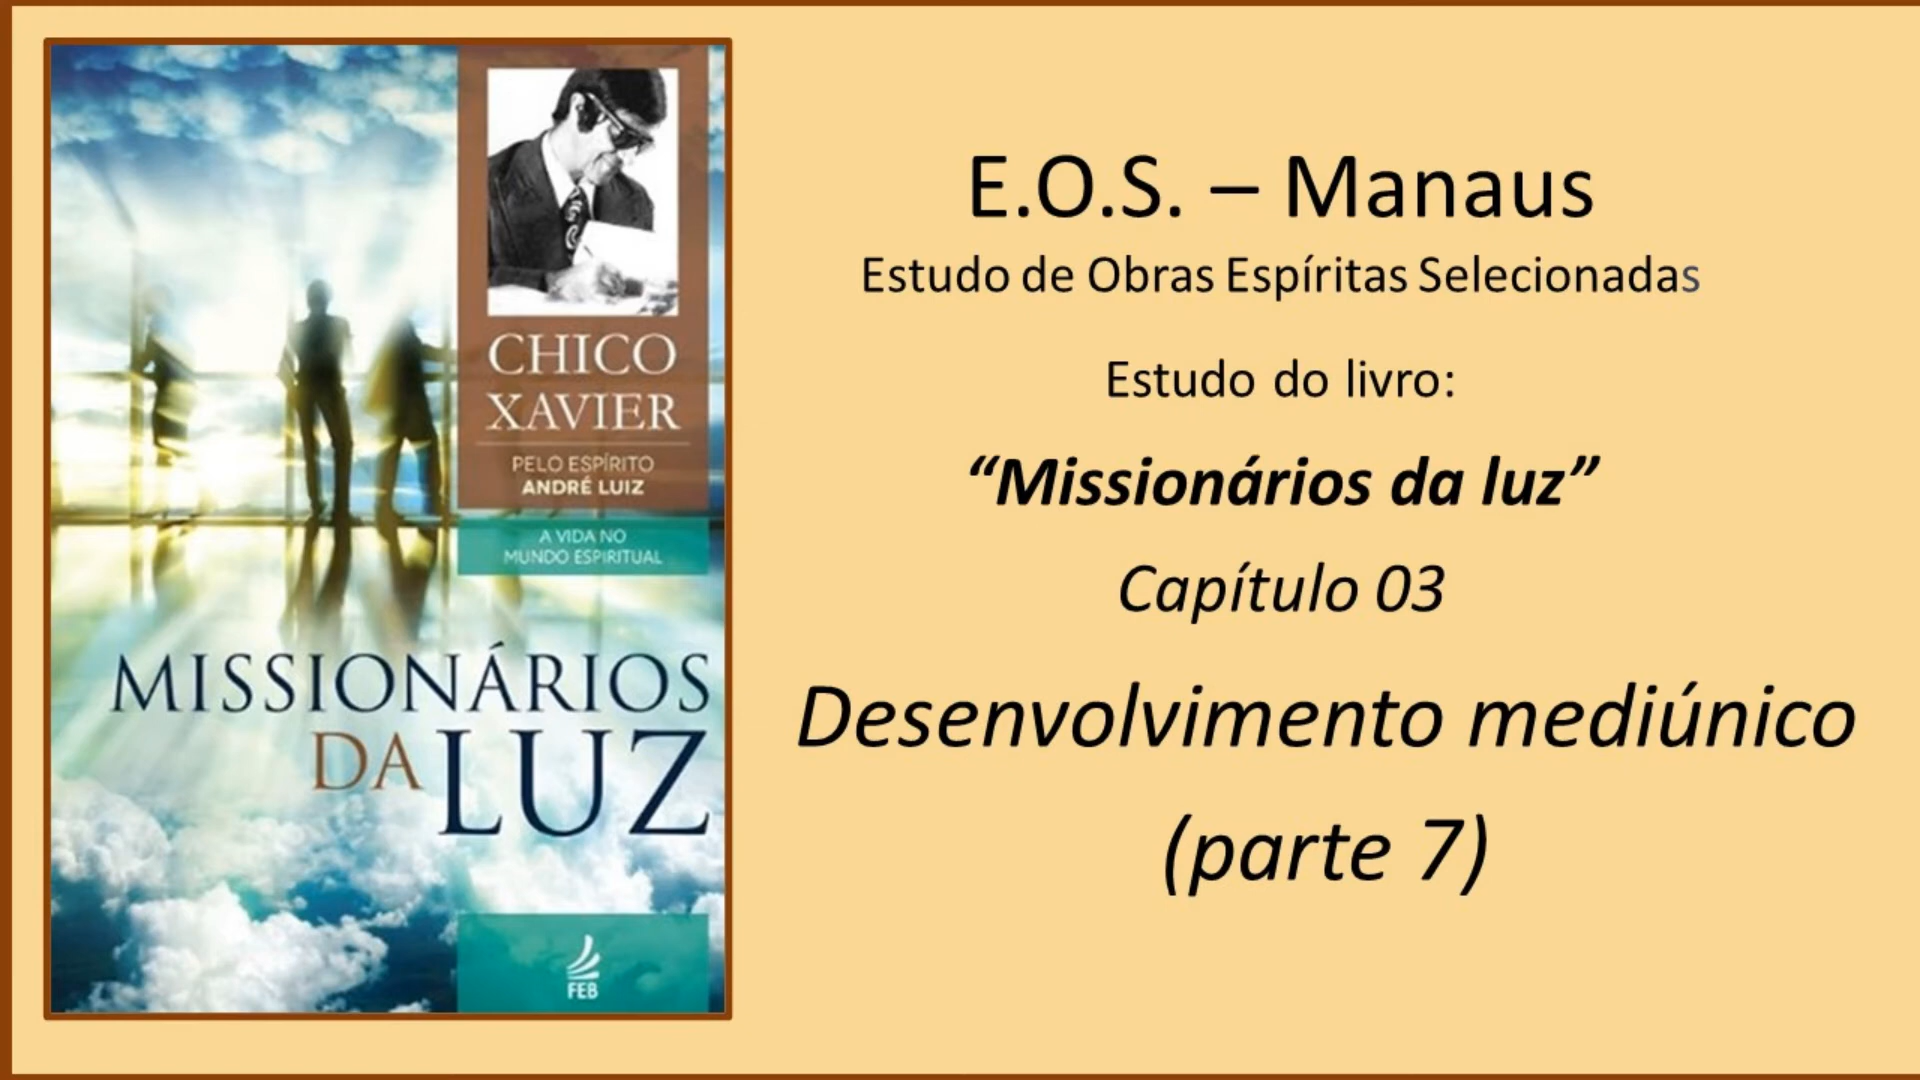 CHICO
XAVIER
PELO ESPÍRITO
ANDRÉ LUIZ
A VIDA NO
MUNDO ESPIRITUAL
MISSIONÁRIOS
DA LUZ
FEB
E.O.S. – Manaus
Estudo de Obras Espíritas Selecionadas
Estudo do livro:
“Missionários da luz”
Capítulo 03
Desenvolvimento mediúnico
(parte 7)